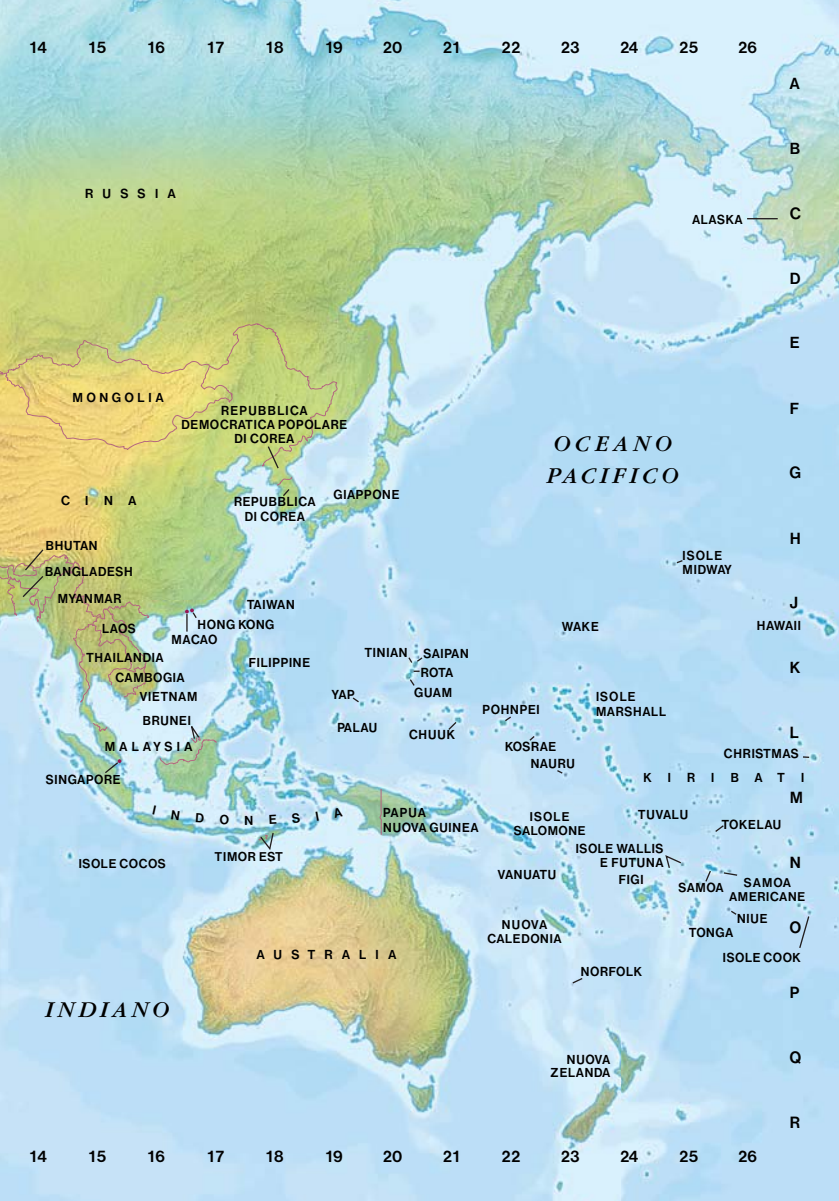 14 15 16 17 18 19 20 21 22 23 24 25 26
A
B
RUSSIA
C
ALASKA
D
E
MONGOLIA
F
REPUBBLICA
DEMOCRATICA POPOLARE
DI COREA
OCEANO
PACIFICO
G
CINA
GIAPPONE
REPUBBLICA
DI COREA
H
BHUTAN
ISOLE
MIDWAY
BANGLADESH
MYANMAR
J
TAIWAN
HONG KONG
MACAO
LAOS
WAKE
HAWAII
THAILANDIA
FILIPPINE
TINIAN
SAIPAN
K
ROTA
CAMBOGIA
GUAM
VIETNAM
YAP
ISOLE
MARSHALL
POHNPEI
BRUNEI
PALAU
CHUUK
L
MALAYSIA
KOSRAE
CHRISTMAS
NAURU
SINGAPORE
KIRIBATI
M
INDONESIA
PAPUA
NUOVA GUINEA
ISOLE
SALOMONE
TUVALU
TOKELAU
TIMOR EST
ISOLE COCOS
ISOLE WALLIS
E FUTUNA
N
VANUATU
FIGI
SAMOA
SAMOA
AMERICANE
NIUE
NUOVA
CALEDONIA
TONGA
O
AUSTRALIA
ISOLE COOK
NORFOLK
P
INDIANO
NUOVA
ZELANDA
Q
R
14 15 16 17 18 19 20 21 22 23 24 25 26